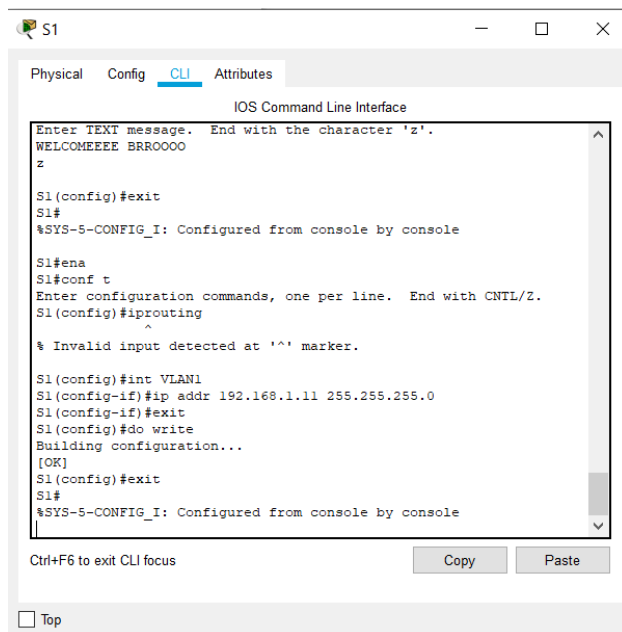 S1
Physical Config CLI Attributes
IOS Command Line Interface
Enter TEXT message.  End with the character 'z'.
WELCOMEEEE BRROOOO
z
S1(config)#exit
S1#
%SYS-5-CONFIG_I: Configured from console by console
S1#ena
S1#conf t
Enter configuration commands, one per line.  End with CNTL/Z.
S1(config)#iprouting
^
% Invalid input detected at '^' marker.
S1(config)#int VLAN1
S1(config-if)#ip addr 192.168.1.11 255.255.255.0
S1(config-if)#exit
S1(config)#do write
Building configuration...
[OK]
S1(config)#exit
S1#
%SYS-5-CONFIG_I: Configured from console by console
Ctrl+F6 to exit CLI focus
Copy Paste
Top